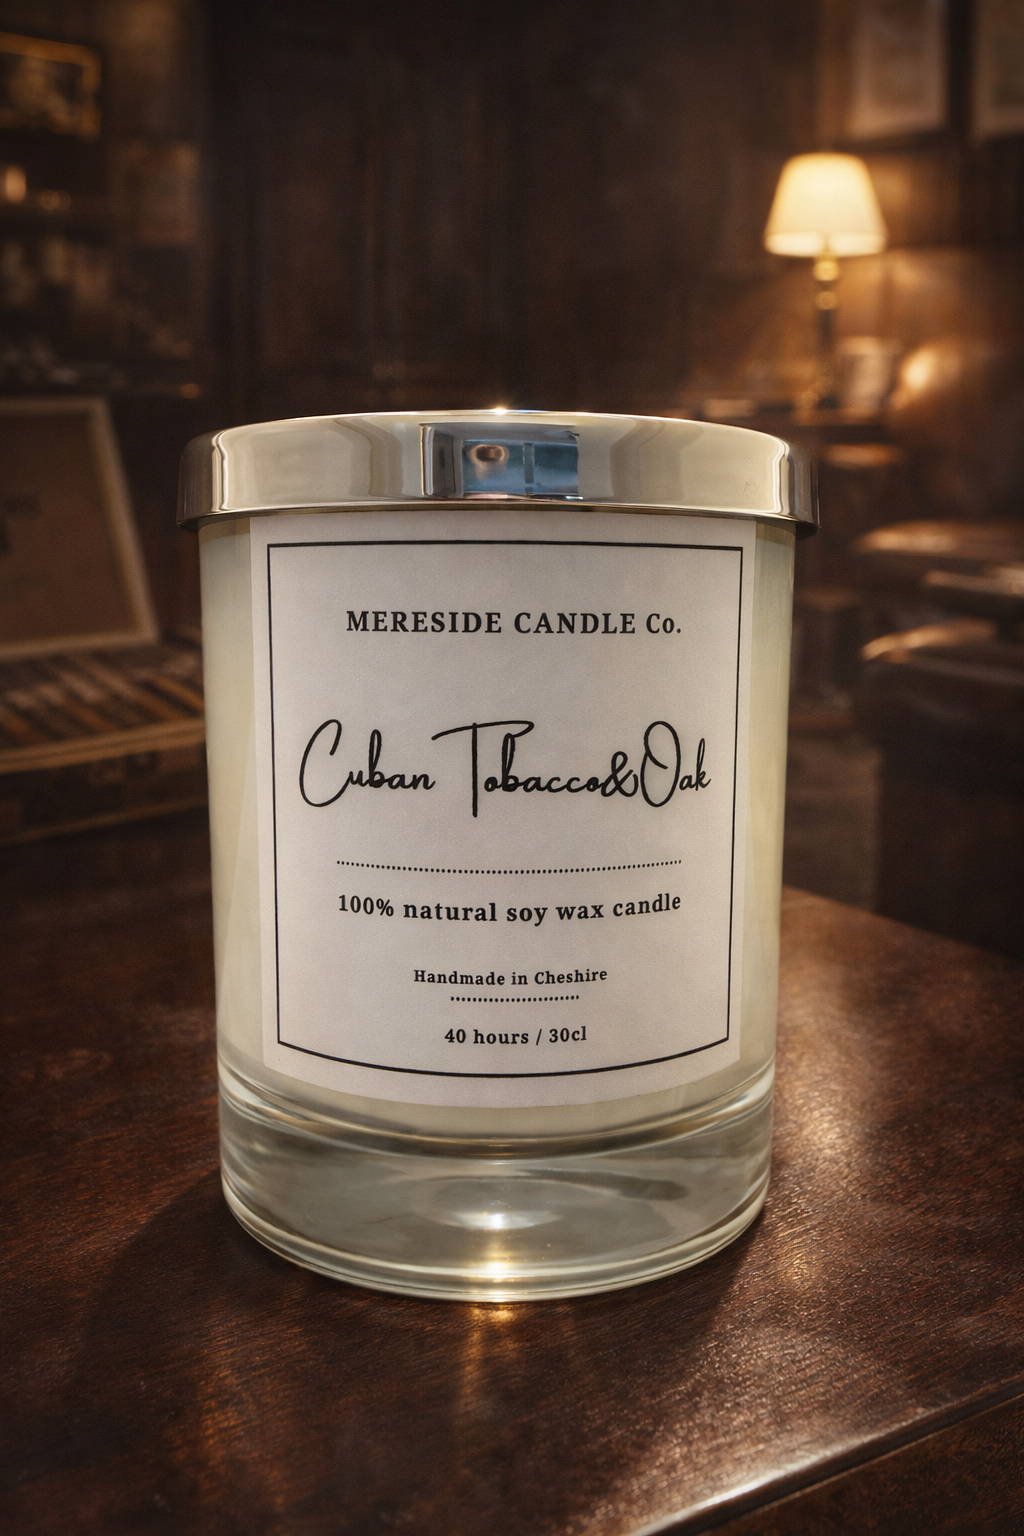 MERESIDE CANDLE Co.
Cuban Tobacco&Oak
100% natural soy wax candle
Handmade in Cheshire
40 hours / 30cl